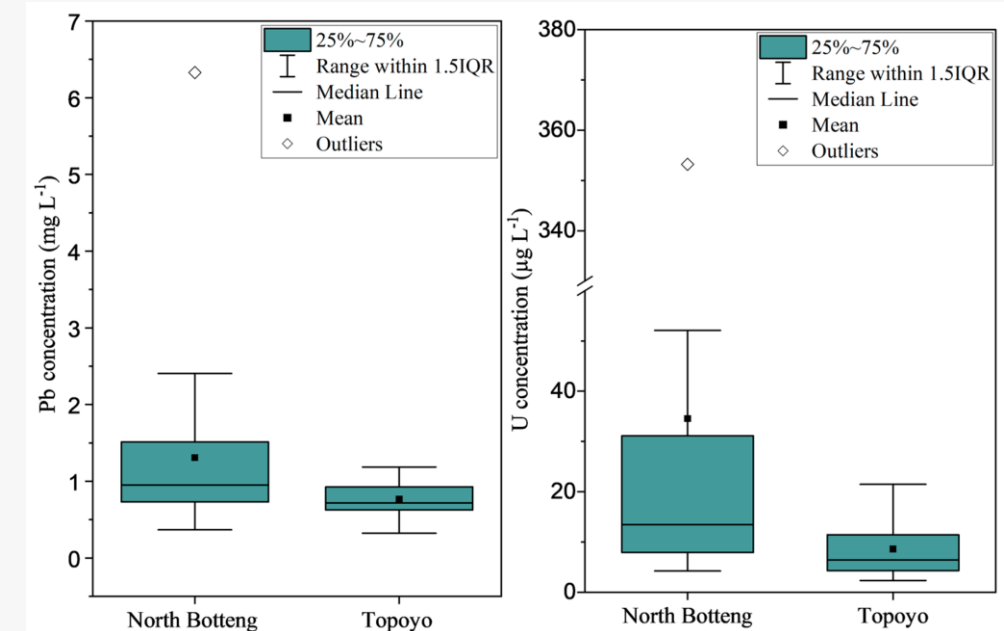 7
6
5
4
3
2
1
0
Pb concentration (mg L⁻¹)
25%~75%
Range within 1.5IQR
Median Line
Mean
Outliers
North Botteng
Topoyo
380
360
340
40
20
0
U concentration (µg L⁻¹)
25%~75%
Range within 1.5IQR
Median Line
Mean
Outliers
North Botteng
Topoyo